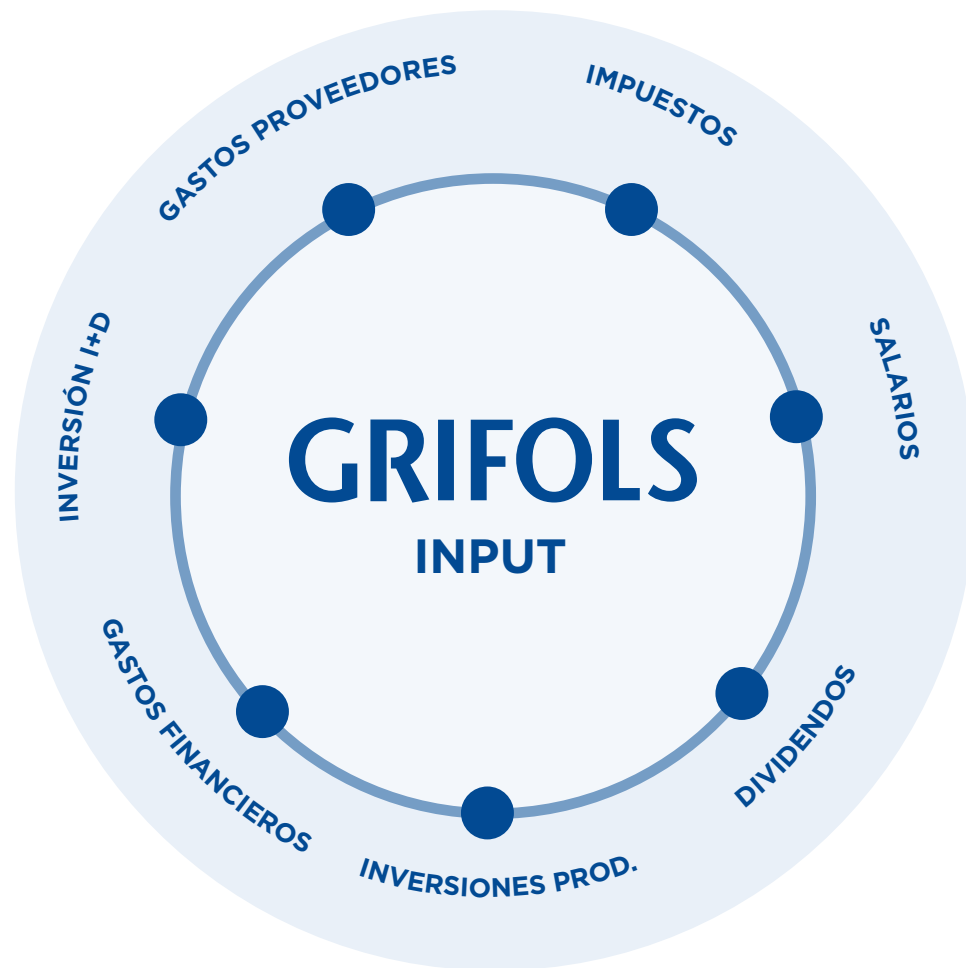 GASTOS PROVEEDORES
IMPUESTOS
SALARIOS
DIVIDENDOS
INVERSIONES PROD.
GASTOS FINANCIEROS
INVERSIÓN I+D
GRIFOLS
INPUT